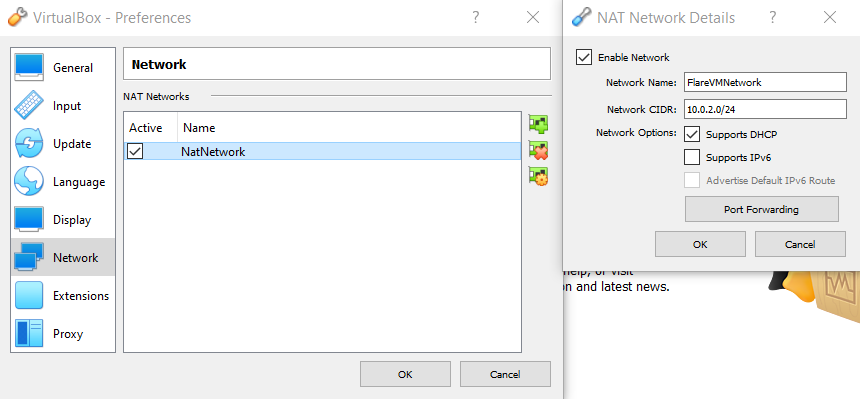 VirtualBox - Preferences
?
General
Input
Update
Language
Display
Network
Extensions
Proxy
Network
NAT Networks
Active Name
NatNetwork
OK Cancel
NAT Network Details
?
Enable Network
Network Name: FlareVMNetwork
Network CIDR: 10.0.2.0/24
Network Options: Supports DHCP
Supports IPv6
Advertise Default IPv6 Route
Port Forwarding
OK Cancel
help, or visit
on and latest news.